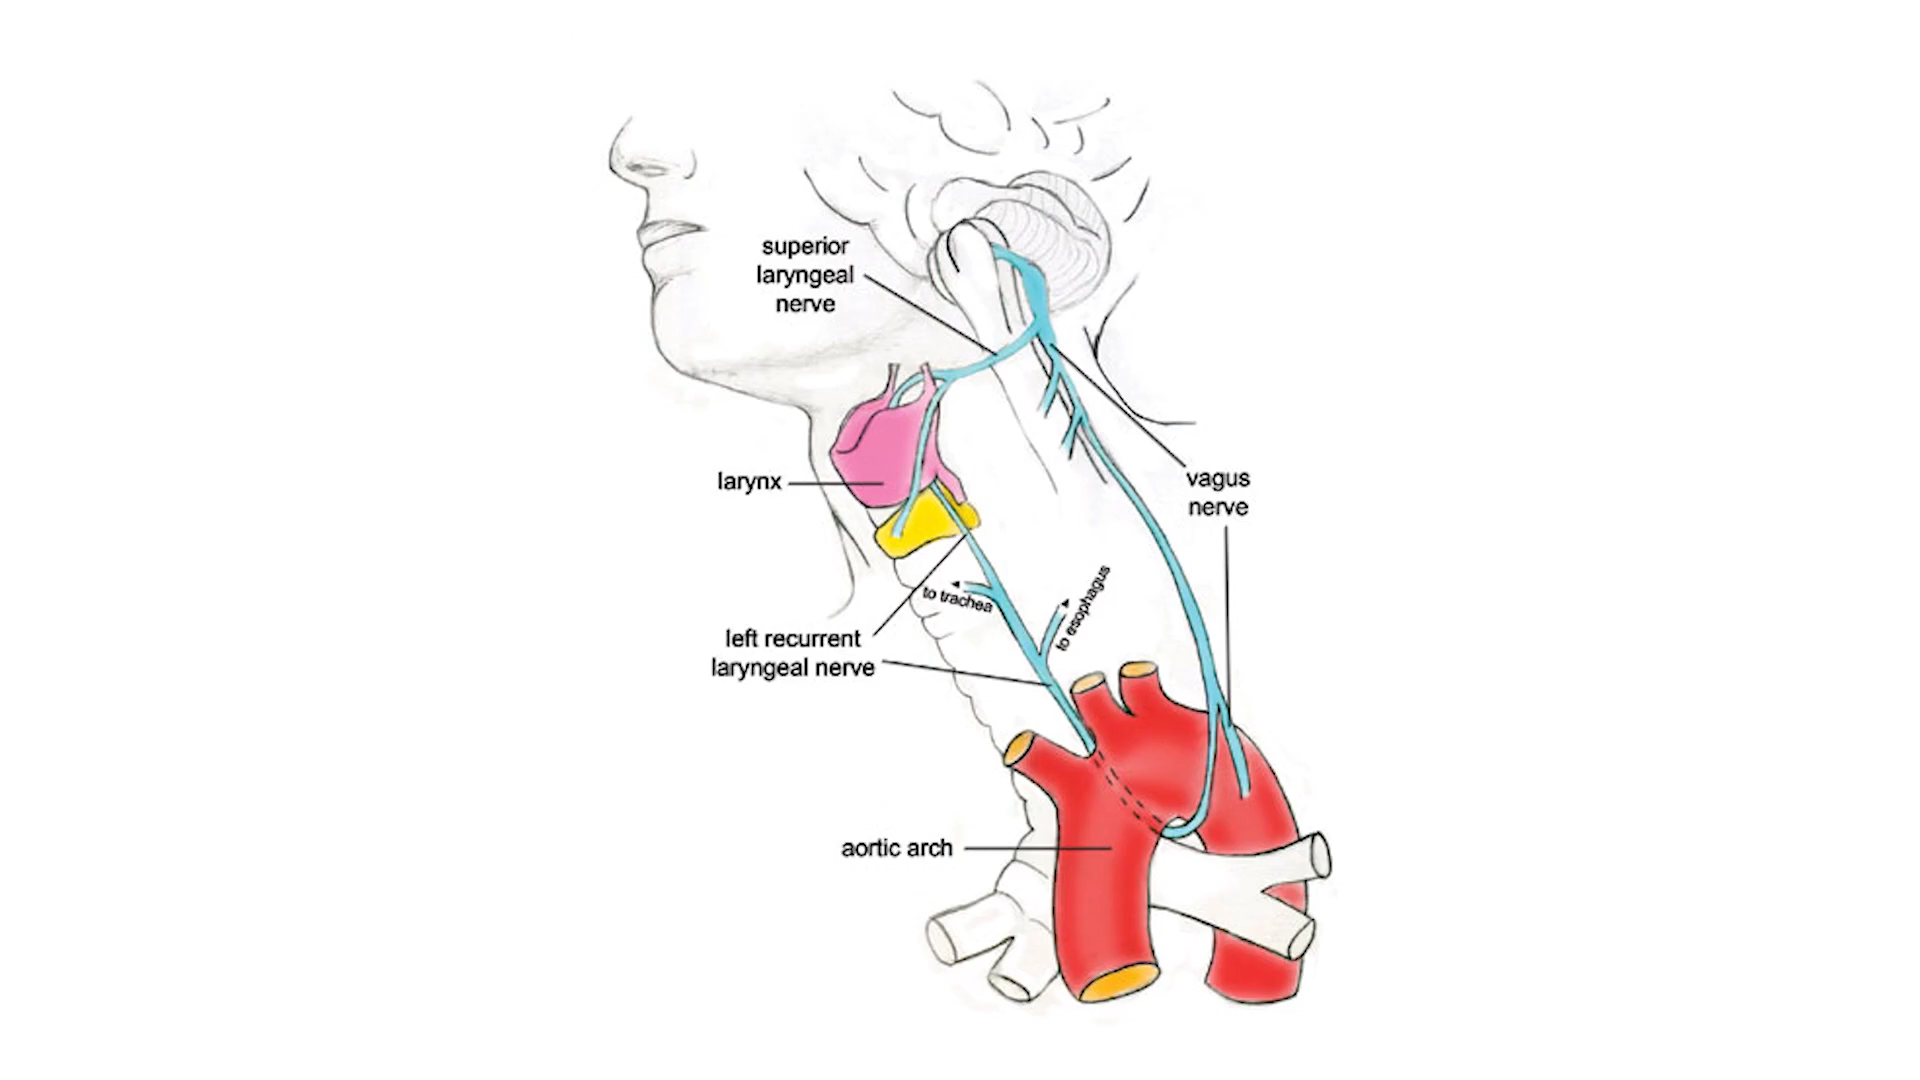 superior
laryngeal
nerve
larynx
vagus
nerve
to trachea
to esophagus
left recurrent
laryngeal nerve
aortic arch